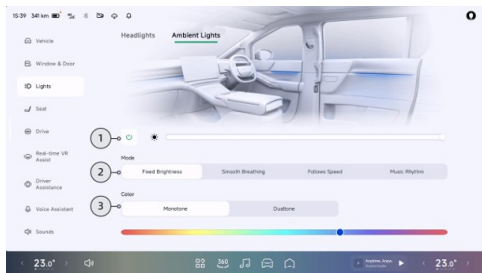 15:39 341 km
Headlights Ambient Lights
Vehicle
Window & Door
Lights
Seat
Drive
Real-time VR
Assist
Driver
Assistance
Voice Assistant
Sounds
1
Mode
2
Fixed Brightness Smooth Breathing Follows Speed Music Rhythm
Color
3
Monotone Dualtone
23.0° 360 23.0°